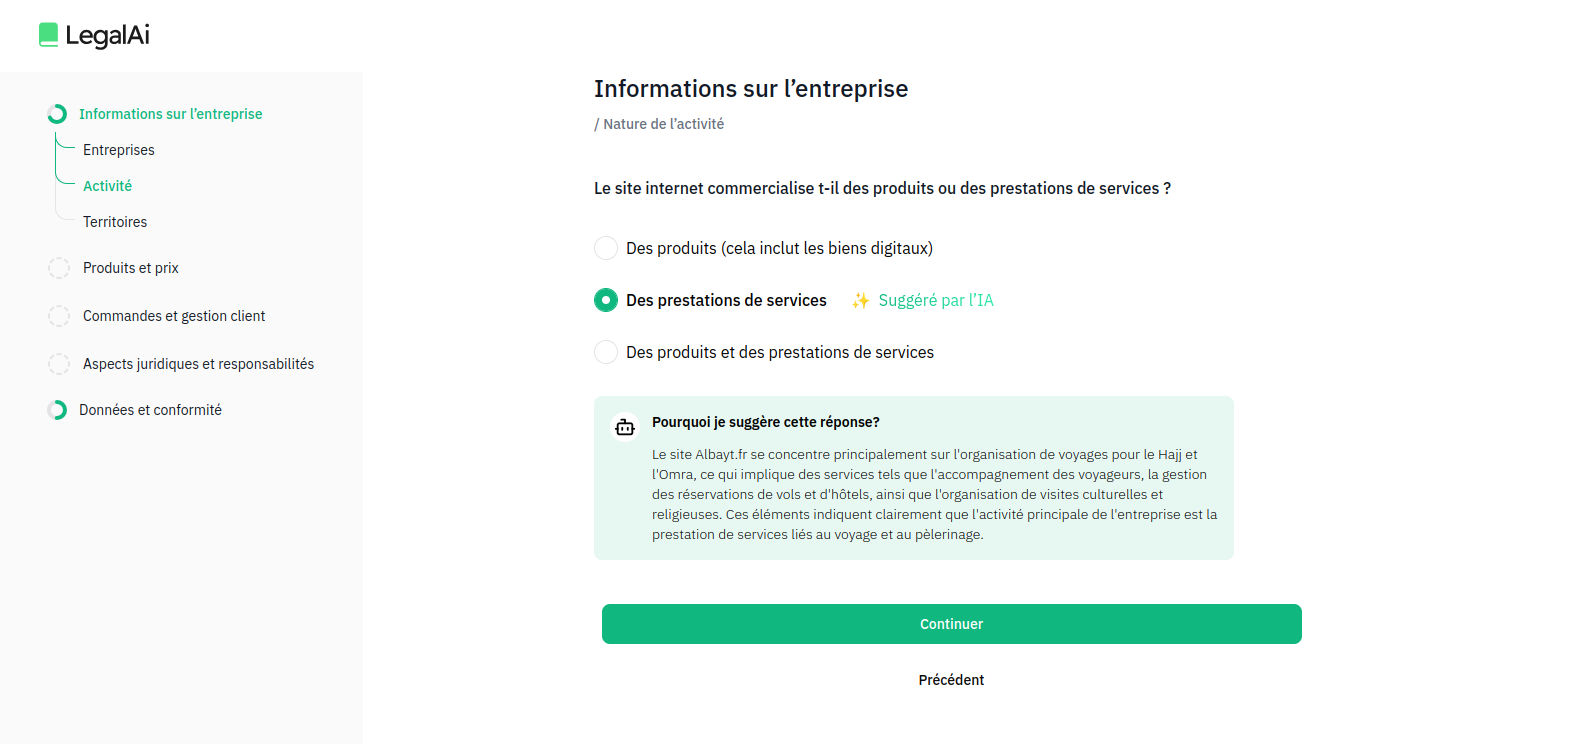 LegalAi
Informations sur l’entreprise
Entreprises
Activité
Territoires
Produits et prix
Commandes et gestion client
Aspects juridiques et responsabilités
Données et conformité
Informations sur l’entreprise
/ Nature de l’activité
Le site internet commercialise t-il des produits ou des prestations de services ?
Des produits (cela inclut les biens digitaux)
Des prestations de services ✨ Suggéré par l’IA
Des produits et des prestations de services
Pourquoi je suggère cette réponse?
Le site Albayt.fr se concentre principalement sur l'organisation de voyages pour le Hajj et
l'Omra, ce qui implique des services tels que l'accompagnement des voyageurs, la gestion
des réservations de vols et d'hôtels, ainsi que l'organisation de visites culturelles et
religieuses. Ces éléments indiquent clairement que l'activité principale de l'entreprise est la
prestation de services liés au voyage et au pèlerinage.
Continuer
Précédent